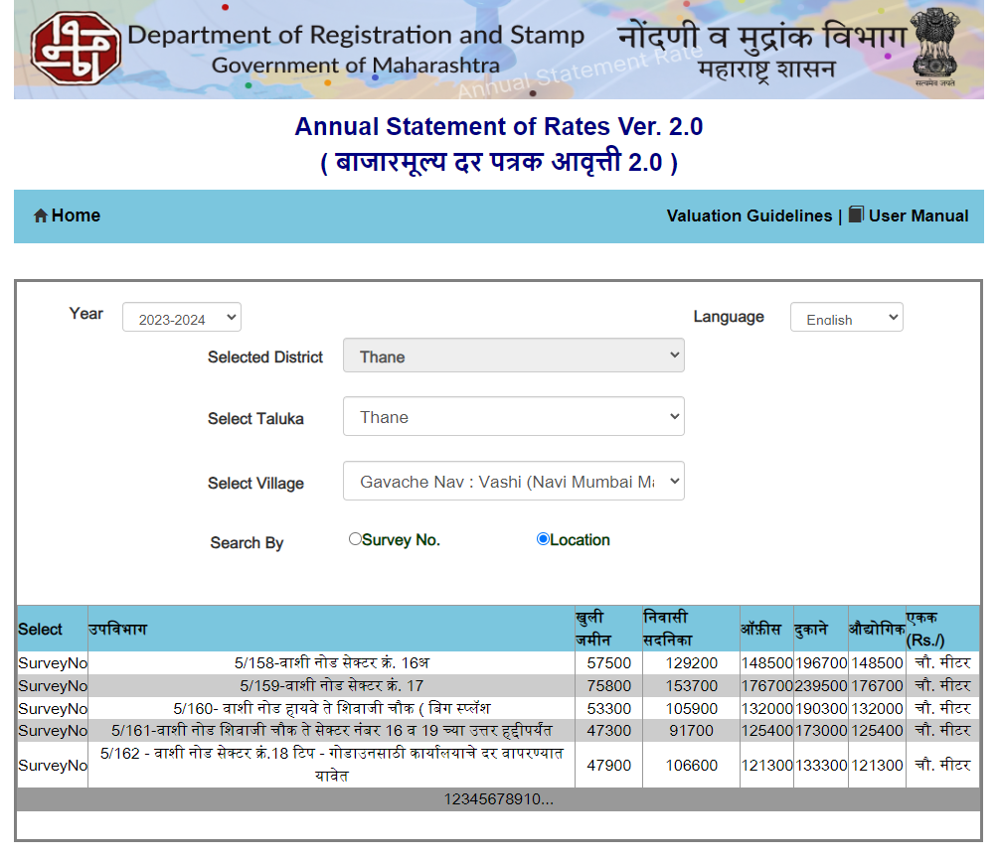 Department of Registration and Stamp
Government of Maharashtra
नोंदणी व मुद्रांक विभाग
महाराष्ट्र शासन
सत्यमेव जयते
Annual Statement Rate
Annual Statement of Rates Ver. 2.0
( बाजारमूल्य दर पत्रक आवृत्ती 2.0 )
Home
Valuation Guidelines | User Manual
Year 2023-2024 Language English
Selected District Thane
Select Taluka Thane
Select Village Gavache Nav : Vashi (Navi Mumbai Ma
Search By Survey No. Location
Select उपविभाग खुली जमीन निवासी सदनिका ऑफ़ीस दुकाने औद्योगिक एकक (Rs./)
SurveyNo 5/158-वाशी नोड सेक्टर क्रं. 16अ 57500 129200 148500 196700 148500 चौ. मीटर
SurveyNo 5/159-वाशी नोड सेक्टर क्रं. 17 75800 153700 176700 239500 176700 चौ. मीटर
SurveyNo 5/160- वाशी नोड हायवे ते शिवाजी चौक ( बिग स्प्लॅश 53300 105900 132000 190300 132000 चौ. मीटर
SurveyNo 5/161-वाशी नोड शिवाजी चौक ते सेक्टर नंबर 16 व 19 च्या उत्तर हद्दीपर्यंत 47300 91700 125400 173000 125400 चौ. मीटर
SurveyNo 5/162 - वाशी नोड सेक्टर क्रं.18 टिप - गोडाउनसाठी कार्यालयाचे दर वापरण्यात यावेत 47900 106600 121300 133300 121300 चौ. मीटर
12345678910...